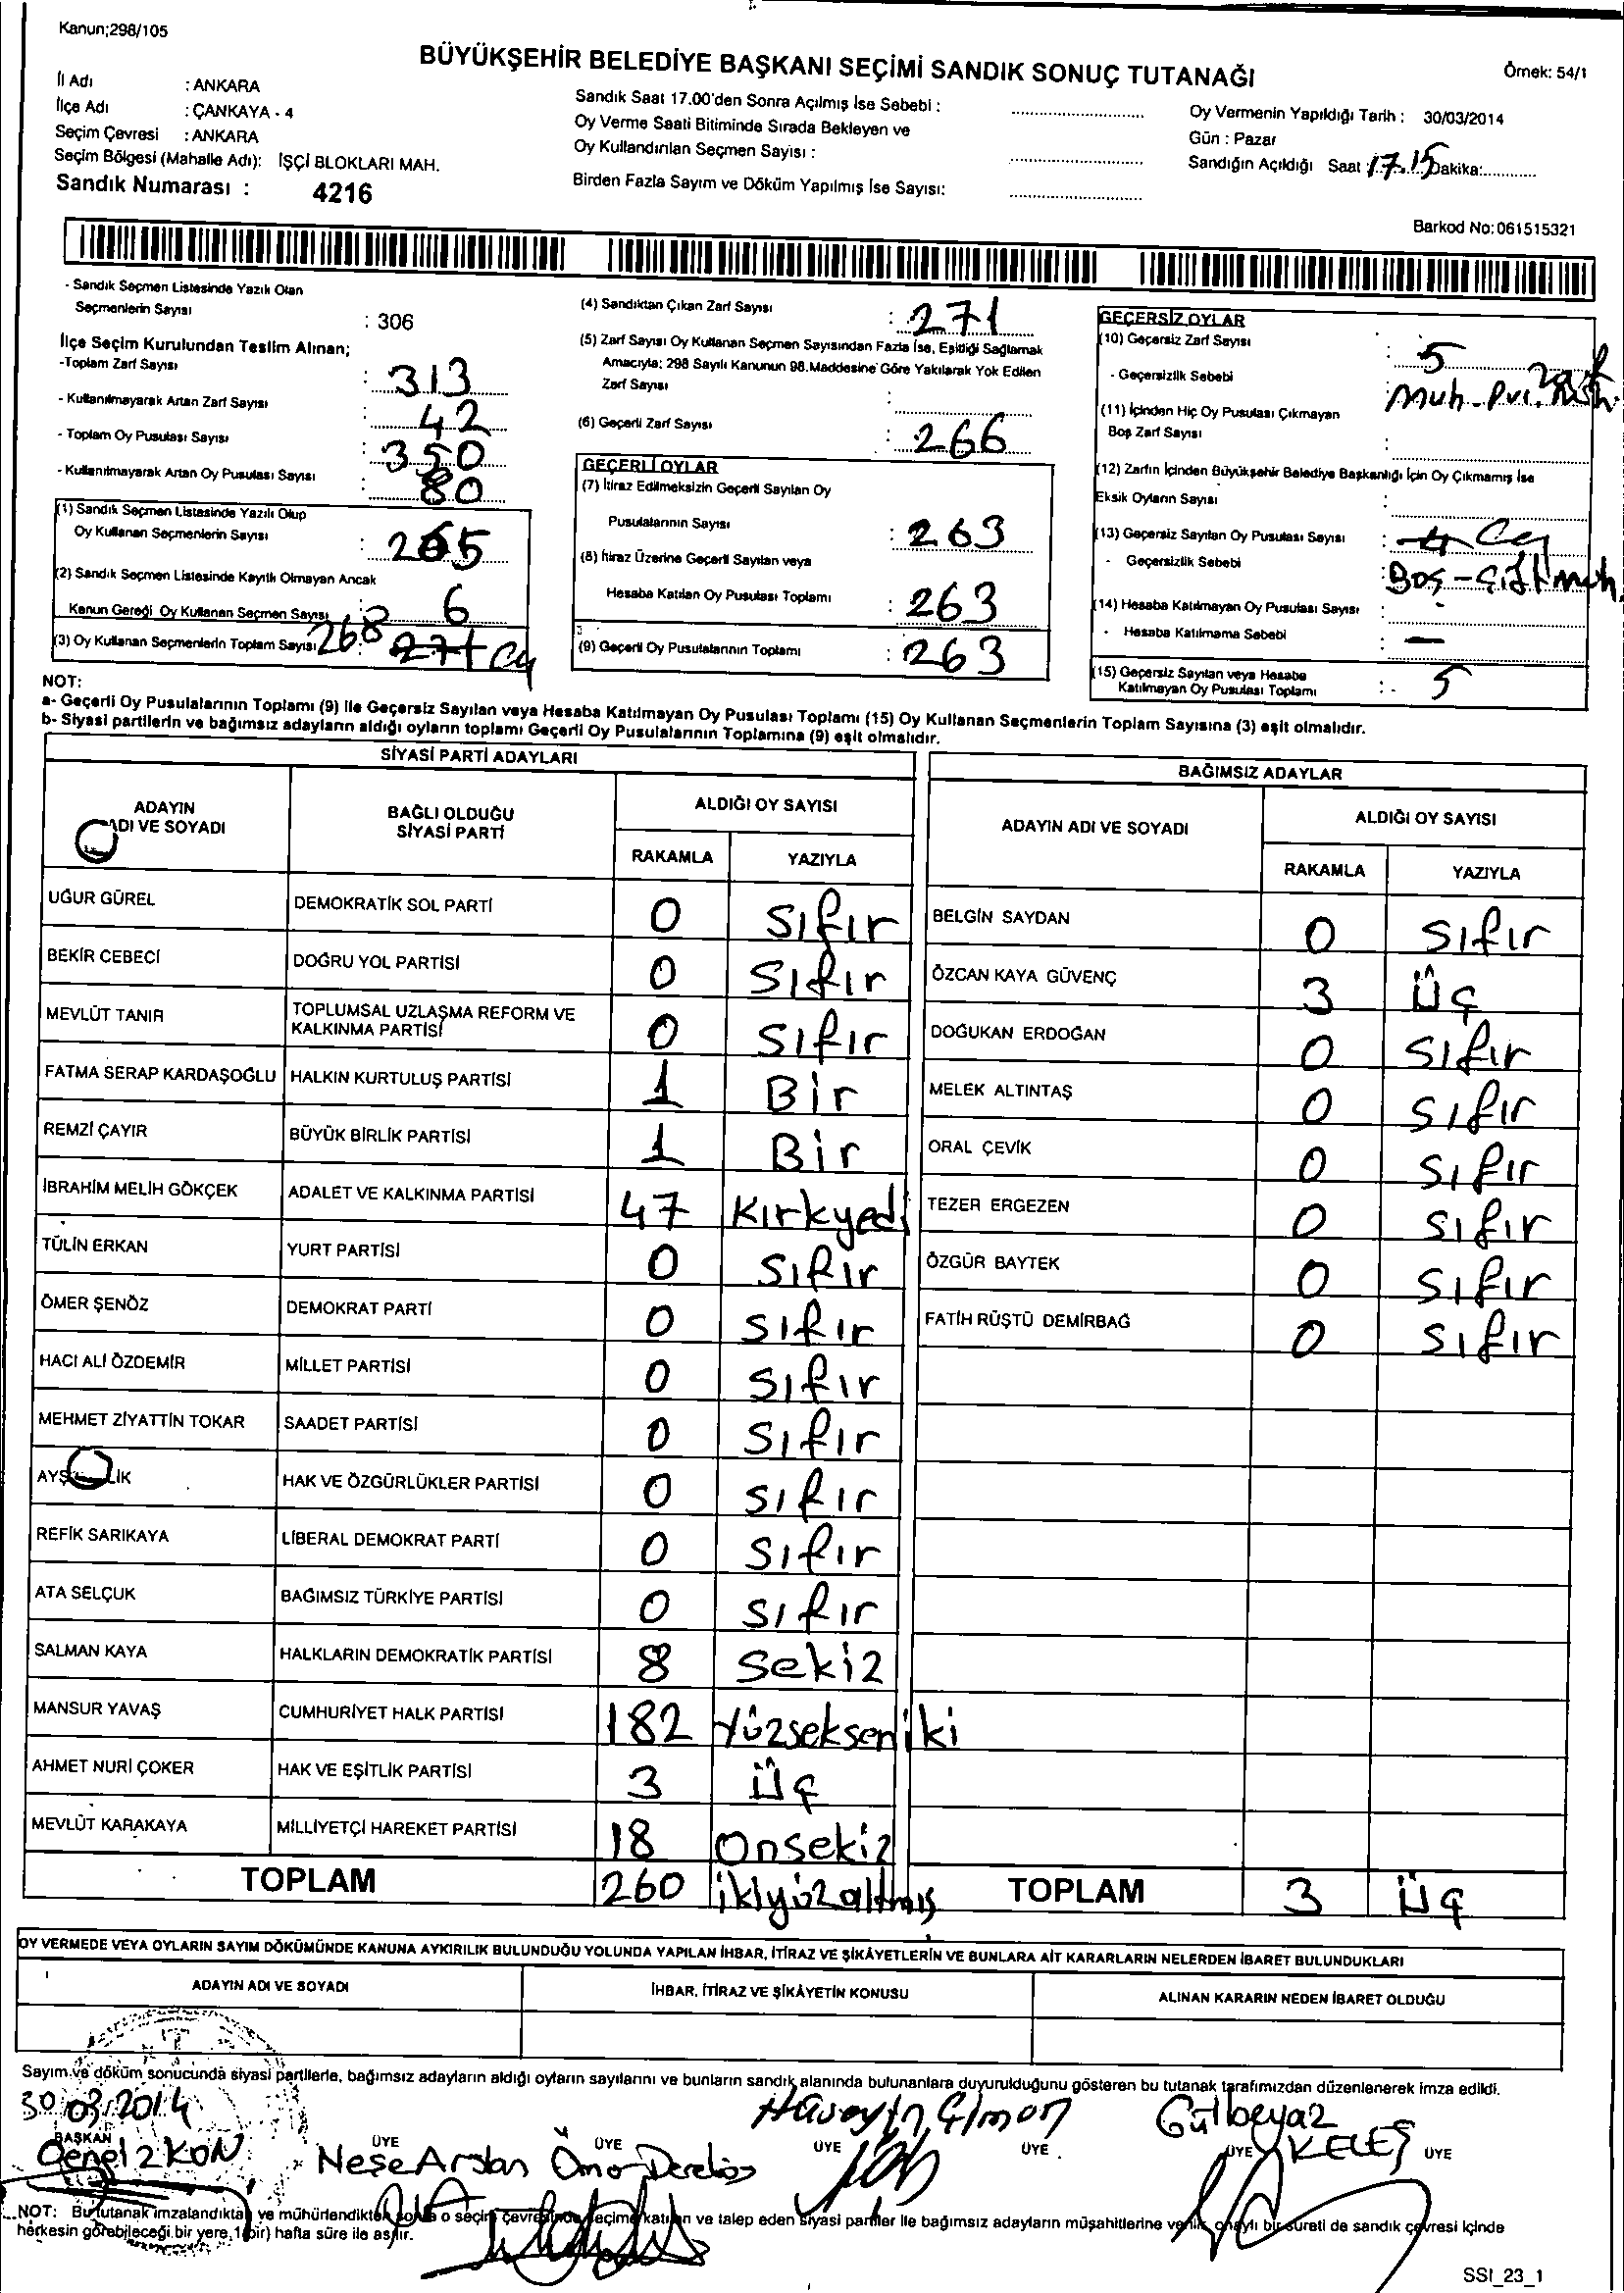 Kanun;298/105
BÜYÜKŞEHİR BELEDİYE BAŞKANI SEÇİMİ SANDIK SONUÇ TUTANAĞI
Örnek: 54/1
İl Adı : ANKARA
İlçe Adı : ÇANKAYA - 4
Seçim Çevresi : ANKARA
Seçim Bölgesi (Mahalle Adı): İŞÇİ BLOKLARI MAH.
Sandık Numarası : 4216
Sandık Saat 17.00'den Sonra Açılmış İse Sebebi :
Oy Verme Saati Bitiminde Sırada Bekleyen ve
Oy Kullandırılan Seçmen Sayısı :
Birden Fazla Sayım ve Döküm Yapılmış İse Sayısı:
Oy Vermenin Yapıldığı Tarih : 30/03/2014
Gün : Pazar
Sandığın Açıldığı Saat : 17.15 Dakika:
Barkod No: 061515321
- Sandık Seçmen Listesinde Yazılı Olan
Seçmenlerin Sayısı : 306
İlçe Seçim Kurulundan Teslim Alınan;
-Toplam Zarf Sayısı : 313
- Kullanılmayarak Artan Zarf Sayısı : 42
- Toplam Oy Pusulası Sayısı : 350
- Kullanılmayarak Artan Oy Pusulası Sayısı : 80
(1) Sandık Seçmen Listesinde Yazılı Olup
Oy Kullanan Seçmenlerin Sayısı : 265
(2) Sandık Seçmen Listesinde Kayıtlı Olmayan Ancak
Kanun Gereği Oy Kullanan Seçmen Sayısı : 6
(3) Oy Kullanan Seçmenlerin Toplam Sayısı : 268 271
(4) Sandıktan Çıkan Zarf Sayısı : 271
(5) Zarf Sayısı Oy Kullanan Seçmen Sayısından Fazla İse, Eşitliği Sağlamak
Amacıyla; 298 Sayılı Kanunun 98.Maddesine Göre Yakılarak Yok Edilen
Zarf Sayısı :
(6) Geçerli Zarf Sayısı : 266
GEÇERLİ OYLAR
(7) İtiraz Edilmeksizin Geçerli Sayılan Oy
Pusulalarının Sayısı : 263
(8) İtiraz Üzerine Geçerli Sayılan veya
Hesaba Katılan Oy Pusulası Toplamı : 263
(9) Geçerli Oy Pusulalarının Toplamı : 263
GEÇERSİZ OYLAR
(10) Geçersiz Zarf Sayısı : 5
- Geçersizlik Sebebi
(11) İçinden Hiç Oy Pusulası Çıkmayan
Boş Zarf Sayısı :
(12) Zarfın İçinden Büyükşehir Belediye Başkanlığı İçin Oy Çıkmamış İse
Eksik Oyların Sayısı :
(13) Geçersiz Sayılan Oy Pusulası Sayısı : 4
- Geçersizlik Sebebi : Boş -
(14) Hesaba Katılmayan Oy Pusulası Sayısı : -
- Hesaba Katılmama Sebebi : -
(15) Geçersiz Sayılan veya Hesaba
Katılmayan Oy Pusulası Toplamı : 5
NOT:
a- Geçerli Oy Pusulalarının Toplamı (9) ile Geçersiz Sayılan veya Hesaba Katılmayan Oy Pusulası Toplamı (15) Oy Kullanan Seçmenlerin Toplam Sayısına (3) eşit olmalıdır.
b- Siyasi partilerin ve bağımsız adayların aldığı oyların toplamı Geçerli Oy Pusulalarının Toplamına (9) eşit olmalıdır.
SİYASİ PARTİ ADAYLARI
ADAYIN ADI VE SOYADI BAĞLI OLDUĞU SİYASİ PARTİ ALDIĞI OY SAYISI
RAKAMLA YAZIYLA
UĞUR GÜREL DEMOKRATİK SOL PARTİ 0 Sıfır
BEKİR CEBECİ DOĞRU YOL PARTİSİ 0 Sıfır
MEVLÜT TANIR TOPLUMSAL UZLAŞMA REFORM VE KALKINMA PARTİSİ 0 Sıfır
FATMA SERAP KARDAŞOĞLU HALKIN KURTULUŞ PARTİSİ 1 Bir
REMZİ ÇAYIR BÜYÜK BİRLİK PARTİSİ 1 Bir
İBRAHİM MELİH GÖKÇEK ADALET VE KALKINMA PARTİSİ 47 Kırkyedi
TÜLİN ERKAN YURT PARTİSİ 0 Sıfır
ÖMER ŞENÖZ DEMOKRAT PARTİ 0 Sıfır
HACI ALİ ÖZDEMİR MİLLET PARTİSİ 0 Sıfır
MEHMET ZİYATTİN TOKAR SAADET PARTİSİ 0 Sıfır
HAK VE ÖZGÜRLÜKLER PARTİSİ 0 Sıfır
REFİK SARIKAYA LİBERAL DEMOKRAT PARTİ 0 Sıfır
ATA SELÇUK BAĞIMSIZ TÜRKİYE PARTİSİ 0 Sıfır
SALMAN KAYA HALKLARIN DEMOKRATİK PARTİSİ 8 Sekiz
MANSUR YAVAŞ CUMHURİYET HALK PARTİSİ 182 Yüzsekseniki
AHMET NURİ ÇOKER HAK VE EŞİTLİK PARTİSİ 3 Üç
MEVLÜT KARAKAYA MİLLİYETÇİ HAREKET PARTİSİ 18 Onsekiz
TOPLAM 260 ikiyüzaltmış
BAĞIMSIZ ADAYLAR
ADAYIN ADI VE SOYADI ALDIĞI OY SAYISI
RAKAMLA YAZIYLA
BELGİN SAYDAN 0 Sıfır
ÖZCAN KAYA GÜVENÇ 3 Üç
DOĞUKAN ERDOĞAN 0 Sıfır
MELEK ALTINTAŞ 0 Sıfır
ORAL ÇEVİK 0 Sıfır
TEZER ERGEZEN 0 Sıfır
ÖZGÜR BAYTEK 0 Sıfır
FATİH RÜŞTÜ DEMİRBAĞ 0 Sıfır
TOPLAM 3 Üç
OY VERMEDE VEYA OYLARIN SAYIM DÖKÜMÜNDE KANUNA AYKIRILIK BULUNDUĞU YOLUNDA YAPILAN İHBAR, İTİRAZ VE ŞİKÂYETLERİN VE BUNLARA AİT KARARLARIN NELERDEN İBARET BULUNDUKLARI
ADAYIN ADI VE SOYADI İHBAR, İTİRAZ VE ŞİKÂYETİN KONUSU ALINAN KARARIN NEDEN İBARET OLDUĞU
Sayım ve döküm sonucunda siyasi partilerle, bağımsız adayların aldığı oyların sayılarını ve bunların sandık alanında bulunanlara duyurulduğunu gösteren bu tutanak tarafımızdan düzenlenerek imza edildi.
30.03.2014
BAŞKAN ÜYE ÜYE ÜYE ÜYE ÜYE ÜYE
Neşe Arslan
Hüseyin
Gülbeyaz KELEŞ
NOT: Bu tutanak imzalandıktan ve mühürlendikten sonra o seçim çevresinde seçime katılan ve talep eden siyasi partiler ile bağımsız adayların müşahitlerine verilir, onaylı bir sureti de sandık çevresi içinde
herkesin görebileceği bir yere 1 (bir) hafta süre ile asılır.
SSI_23_1